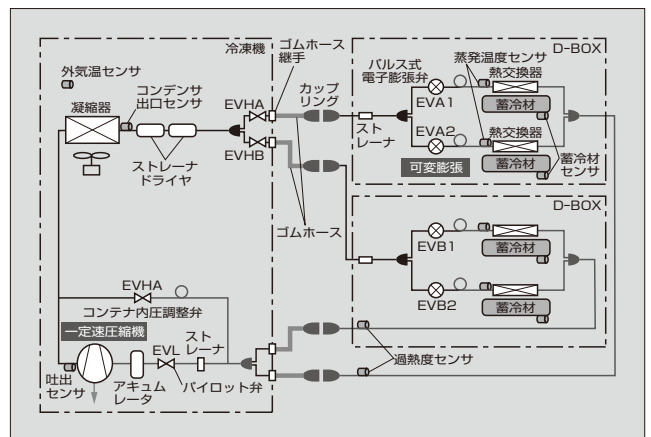 冷凍機
外気温センサ
凝縮器
コンデンサ
出口センサ
ストレーナ
ドライヤ
EVHA
EVHB
ゴムホース
継手
カップ
リング
ゴムホース
D-BOX
パルス式
電子膨張弁
蒸発温度センサ
熱交換器
EVA1
蓄冷材
スト
レーナ
EVA2
熱交換器
可変膨張
蓄冷材
蓄冷材
センサ
D-BOX
EVB1
蓄冷材
EVB2
蓄冷材
EVHA
コンテナ内圧調整弁
一定速圧縮機
スト
レーナ
EVL
吐出
センサ
アキュム
レータ
パイロット弁
過熱度センサ